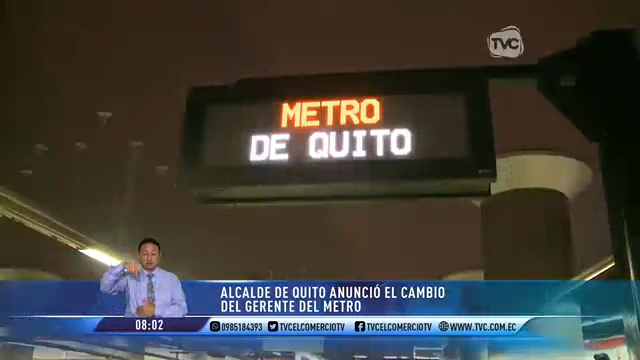 TVC
METRO
DE QUITO
ALCALDE DE QUITO ANUNCIÓ EL CAMBIO
DEL GERENTE DEL METRO
08:02
0985184393
TVCELCOMERCIOTV
TVCELCOMERCIOTV
WWW.TVC.COM.EC